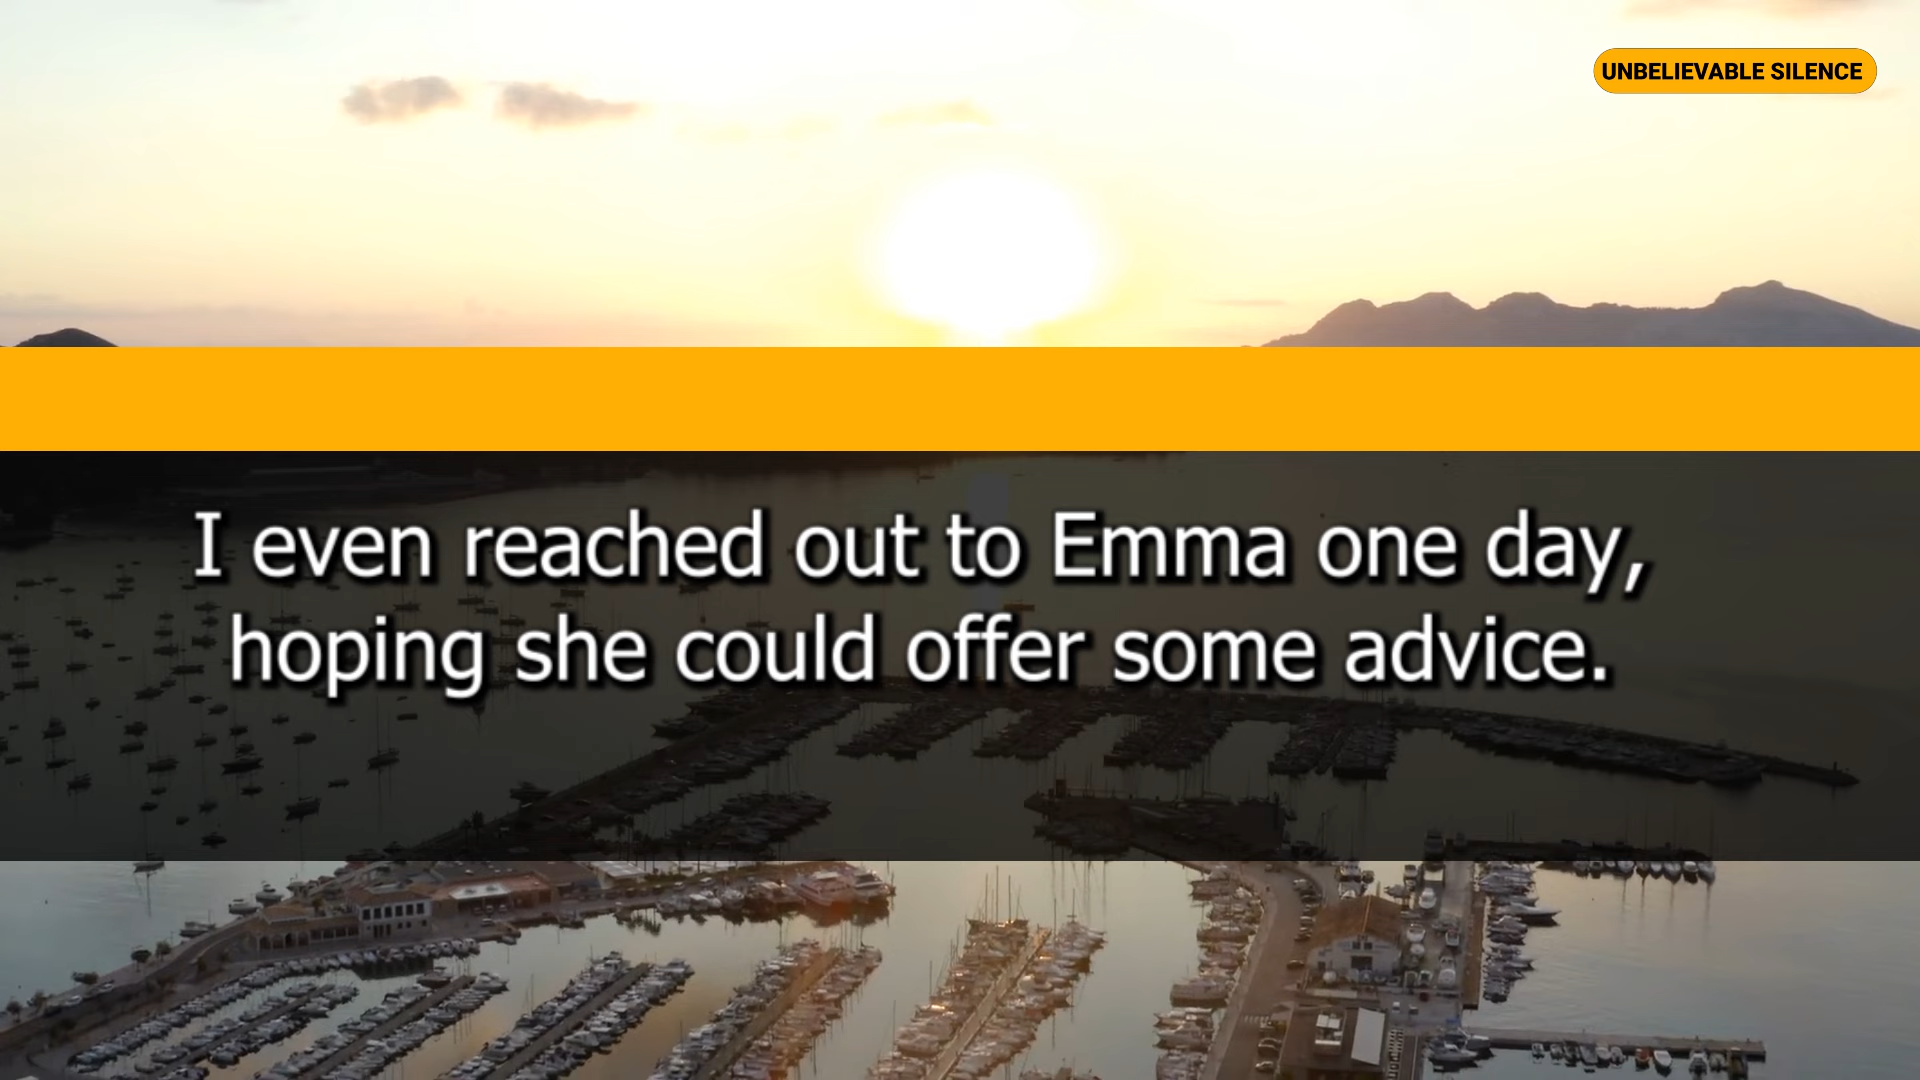 UNBELIEVABLE SILENCE
I even reached out to Emma one day,
hoping she could offer some advice.